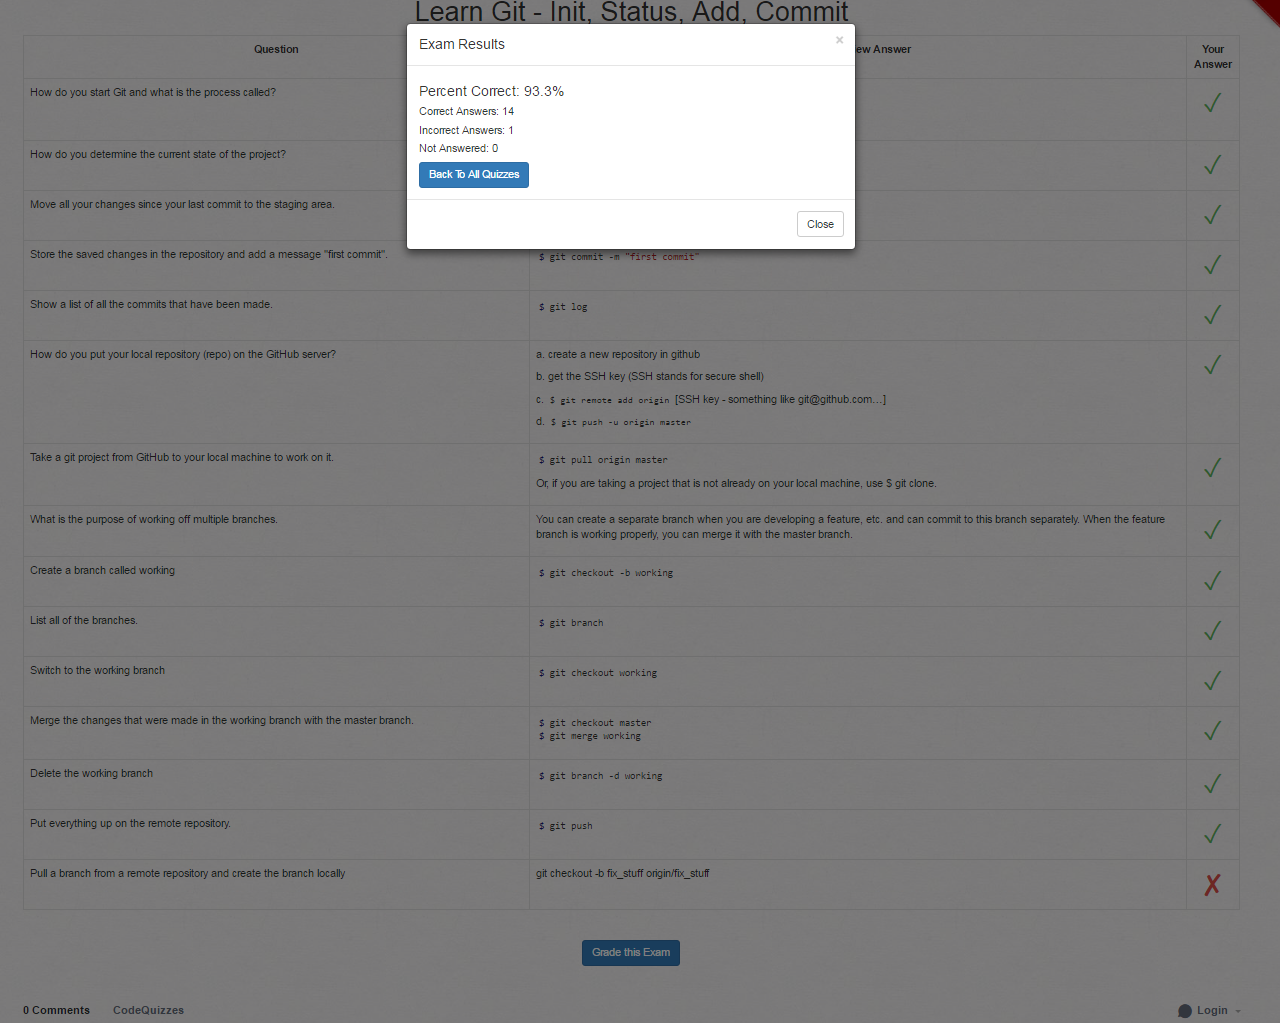 Learn Git - Init, Status, Add, Commit
Exam Results
×
Percent Correct: 93.3%
Correct Answers: 14
Incorrect Answers: 1
Not Answered: 0
Back To All Quizzes
Close
Question
ew Answer
Your
Answer
How do you start Git and what is the process called?
How do you determine the current state of the project?
Move all your changes since your last commit to the staging area.
Store the saved changes in the repository and add a message "first commit".
$ git commit -m "first commit"
Show a list of all the commits that have been made.
$ git log
How do you put your local repository (repo) on the GitHub server?
a. create a new repository in github
b. get the SSH key (SSH stands for secure shell)
c. $ git remote add origin [SSH key - something like git@github.com...]
d. $ git push -u origin master
Take a git project from GitHub to your local machine to work on it.
$ git pull origin master
Or, if you are taking a project that is not already on your local machine, use $ git clone.
What is the purpose of working off multiple branches.
You can create a separate branch when you are developing a feature, etc. and can commit to this branch separately. When the feature
branch is working properly, you can merge it with the master branch.
Create a branch called working
$ git checkout -b working
List all of the branches.
$ git branch
Switch to the working branch
$ git checkout working
Merge the changes that were made in the working branch with the master branch.
$ git checkout master
$ git merge working
Delete the working branch
$ git branch -d working
Put everything up on the remote repository.
$ git push
Pull a branch from a remote repository and create the branch locally
git checkout -b fix_stuff origin/fix_stuff
Grade this Exam
0 Comments
CodeQuizzes
Login